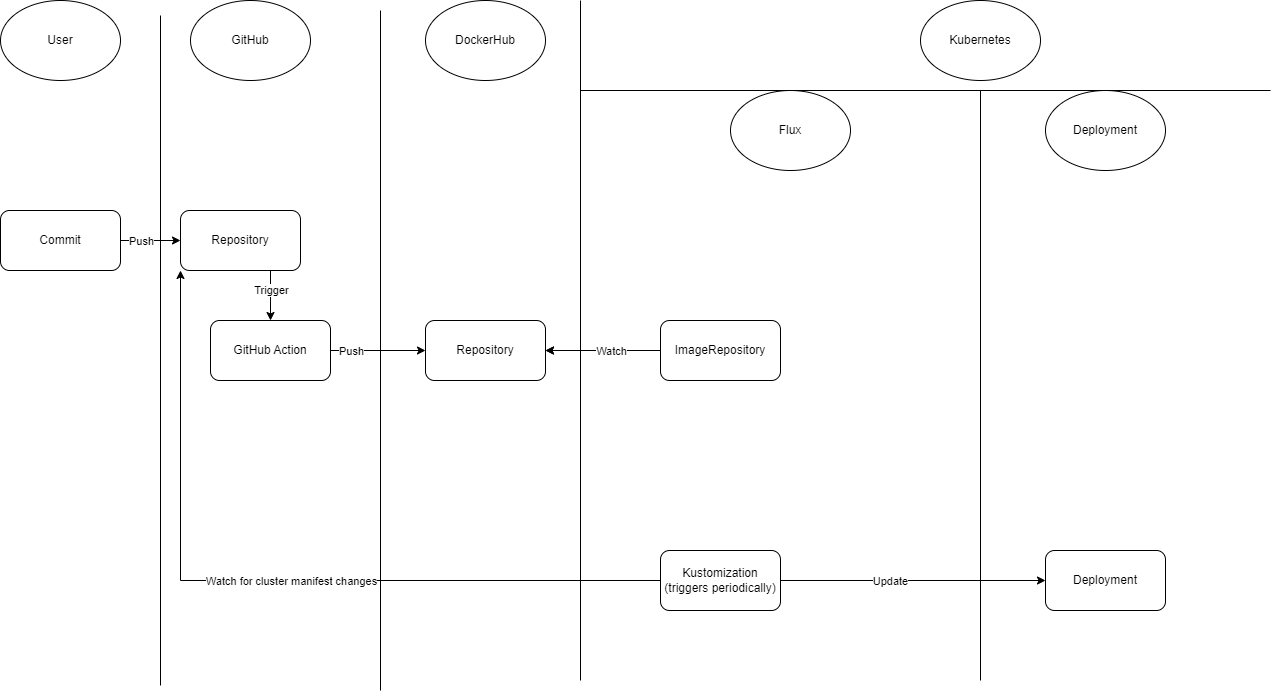 User
GitHub
DockerHub
Kubernetes
Flux
Deployment
Commit
Push
Repository
Trigger
GitHub Action
Push
Repository
Watch
ImageRepository
Watch for cluster manifest changes
Kustomization
(triggers periodically)
Update
Deployment